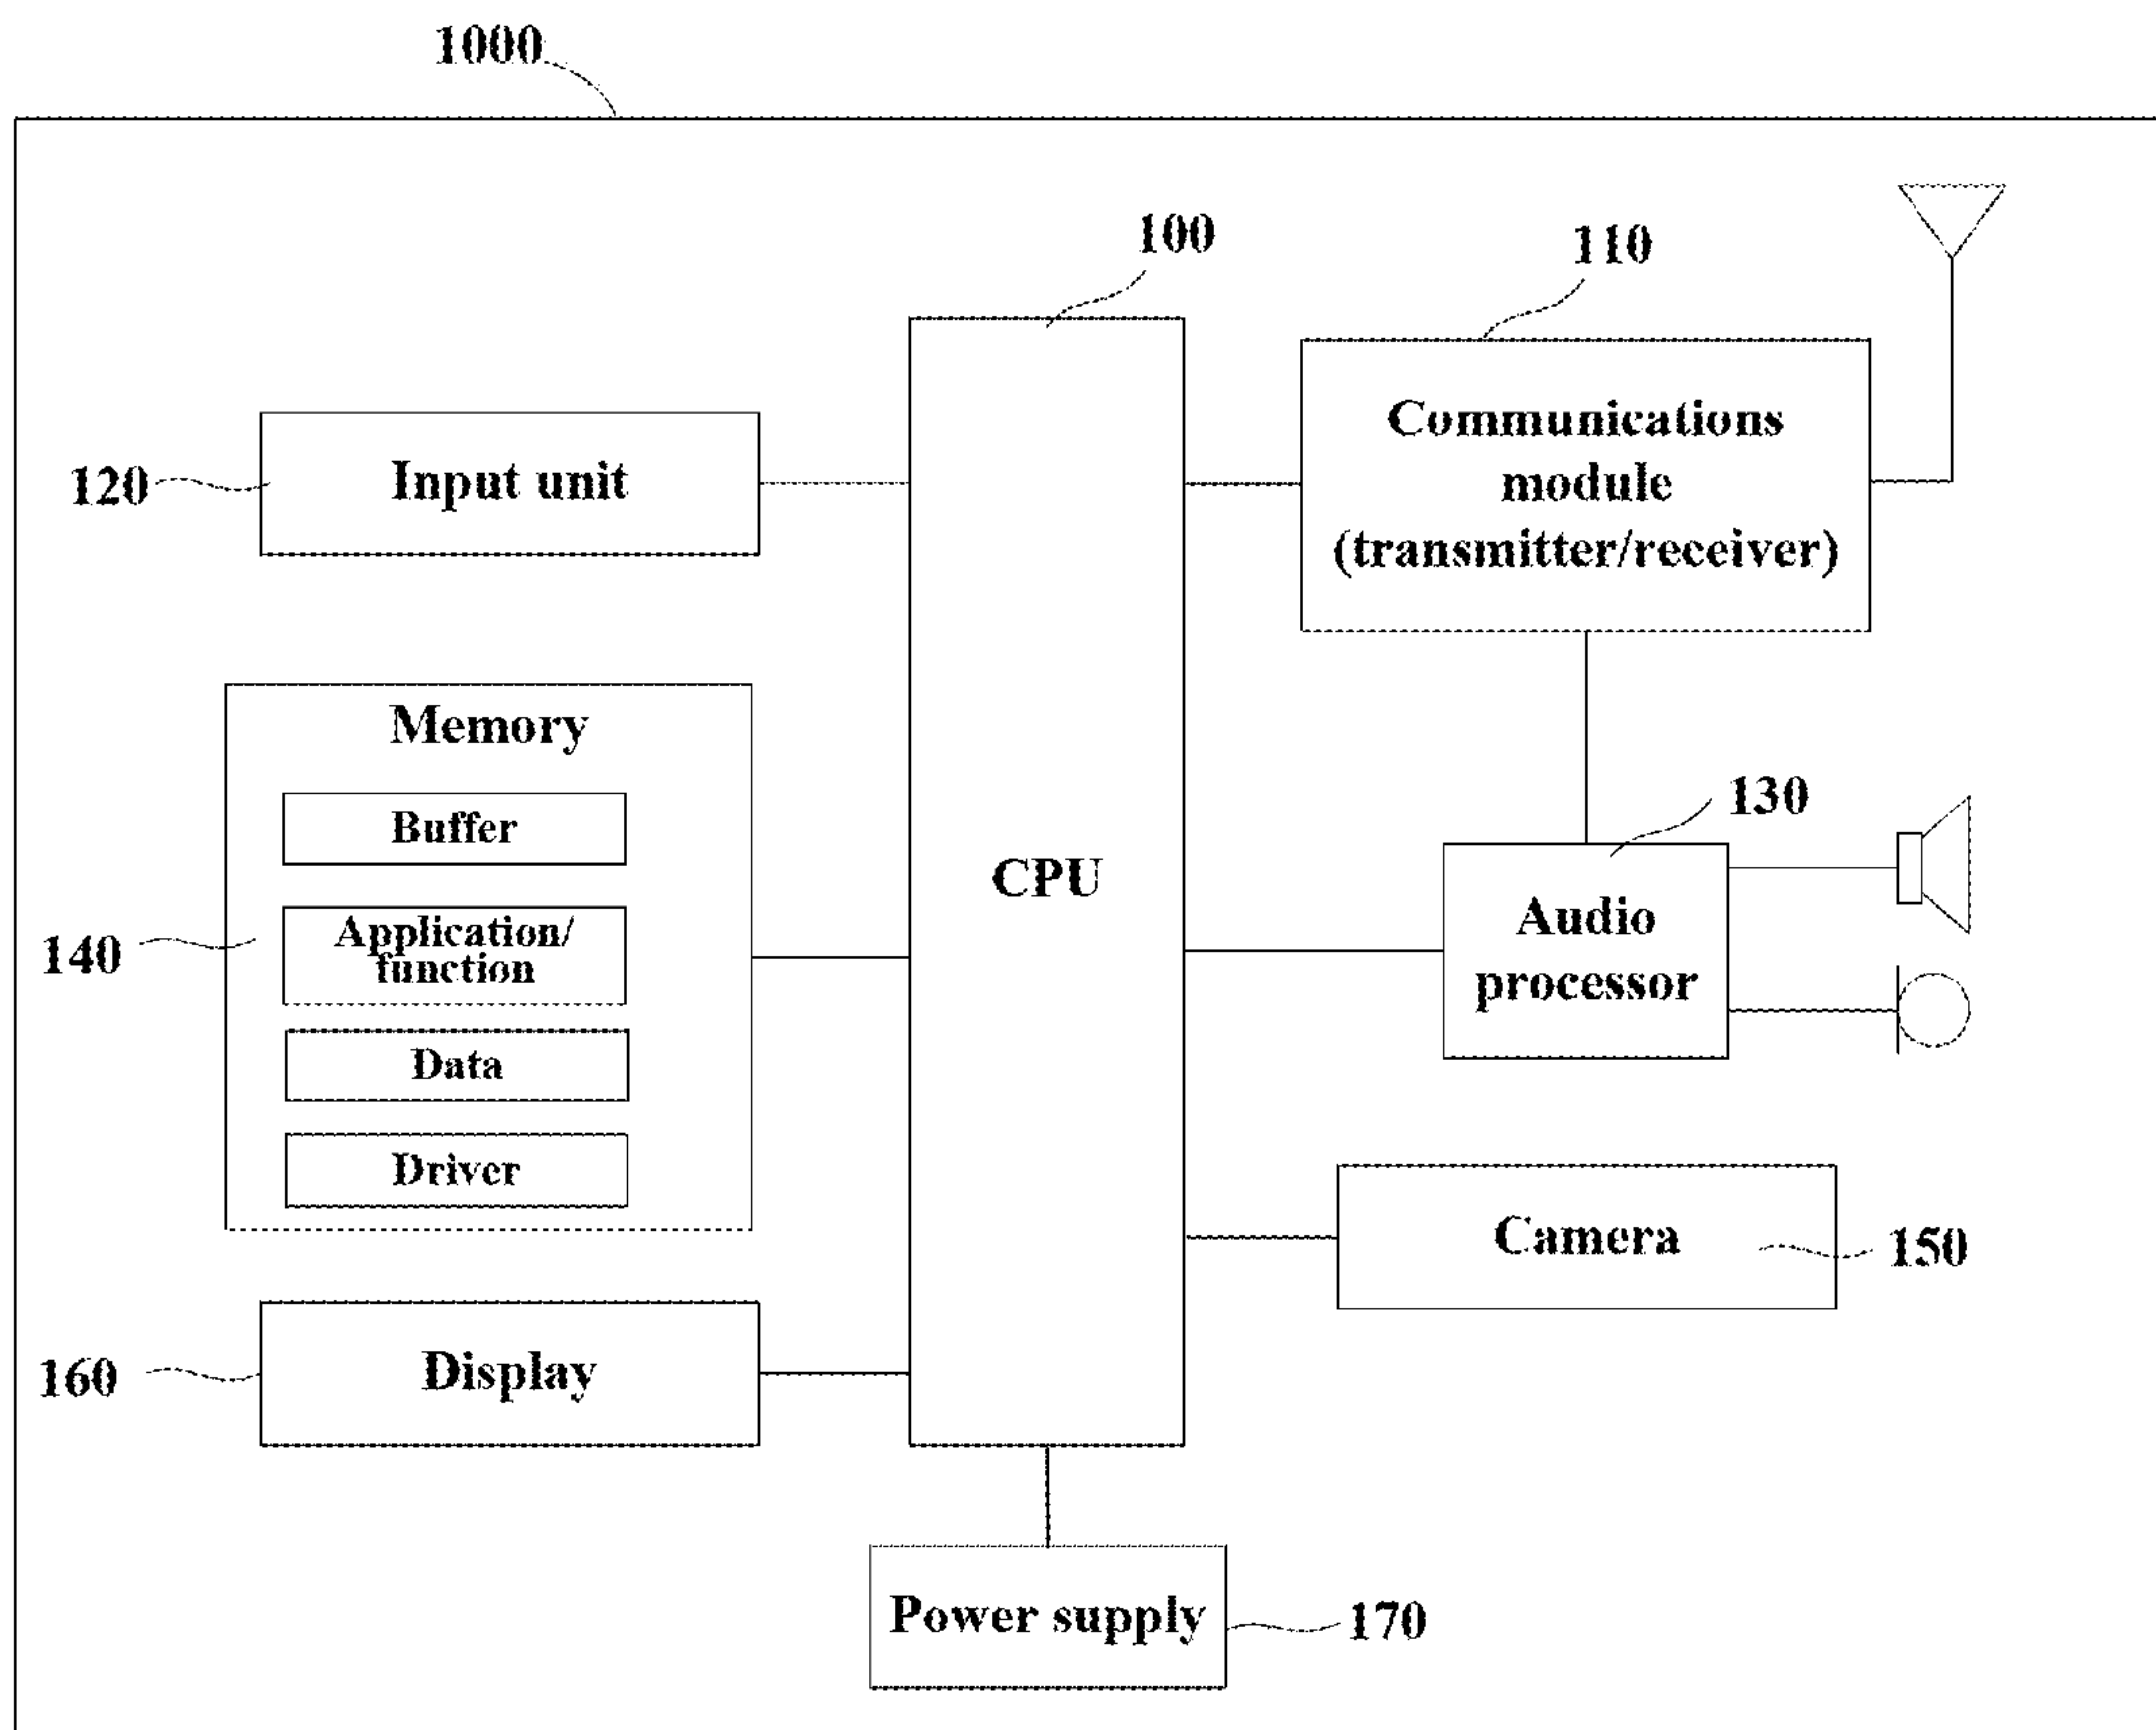 1000
100
110
Communications
module
(transmitter/receiver)
120
Input unit
Memory
Buffer
Application/
function
Data
Driver
140
CPU
130
Audio
processor
Camera
150
160
Display
Power supply
170